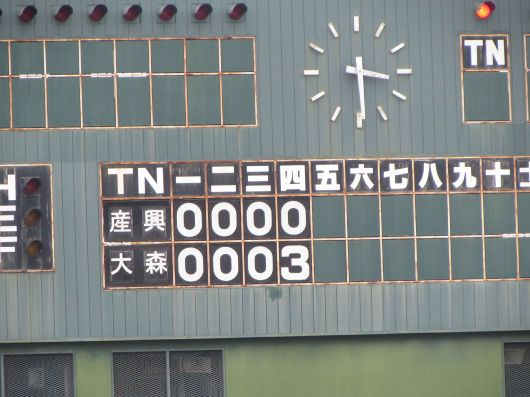 TN
TN 一 二 三 四 五 六 七 八 九 十
産興 0 0 0 0
大森 0 0 0 3
H
E